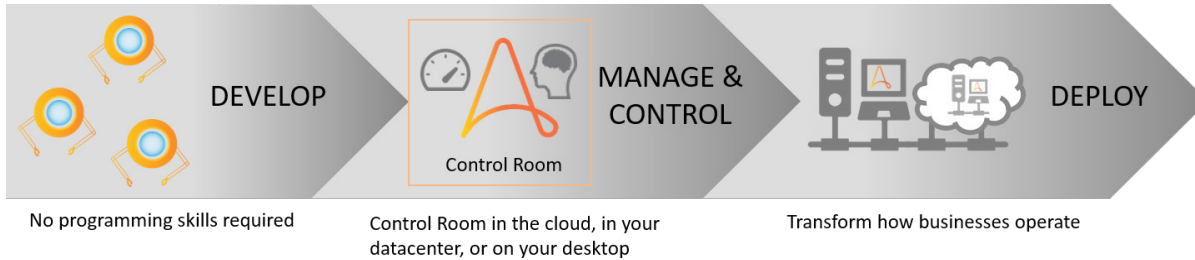 DEVELOP
Control Room
MANAGE &
CONTROL
DEPLOY
No programming skills required
Control Room in the cloud, in your
datacenter, or on your desktop
Transform how businesses operate